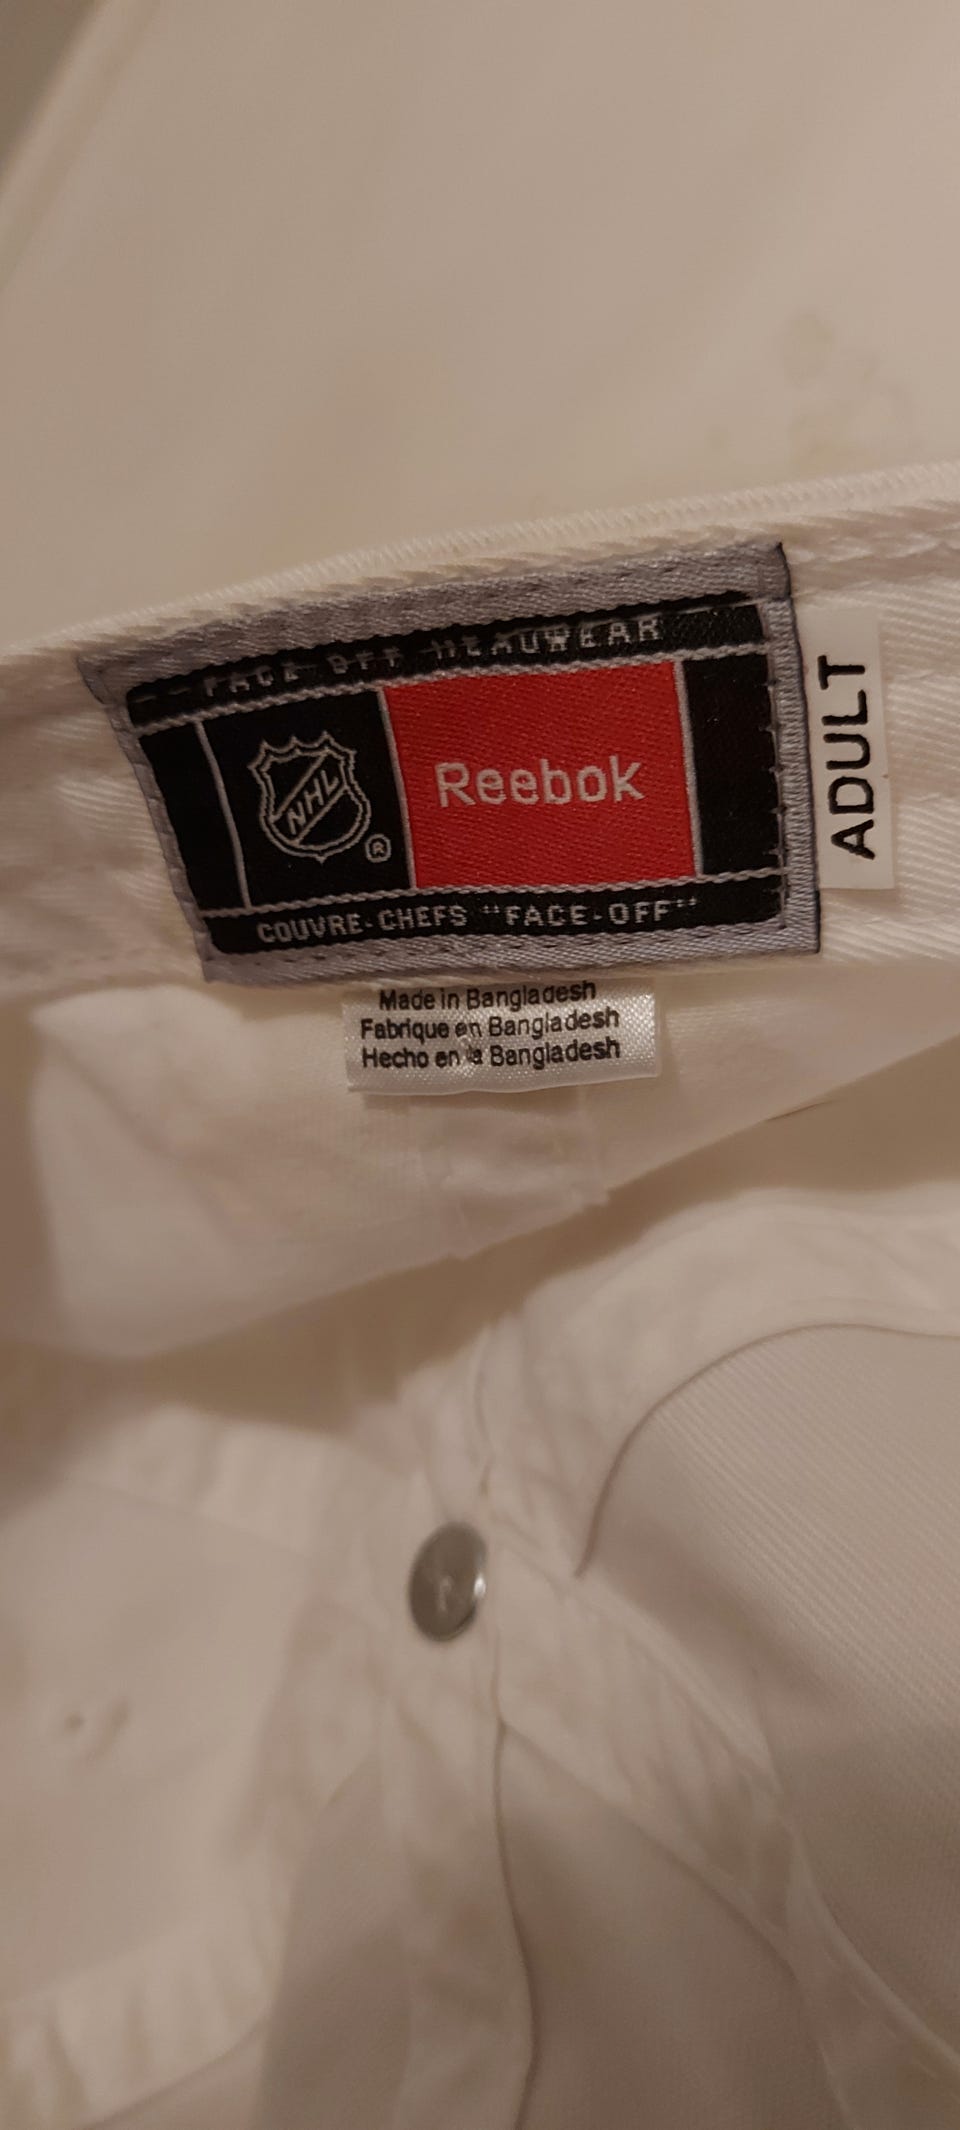 FACE OFF HEADWEAR
NHL ®
Reebok
COUVRE-CHEFS "FACE-OFF"
ADULT
Made in Bangladesh
Fabrique en Bangladesh
Hecho en la Bangladesh